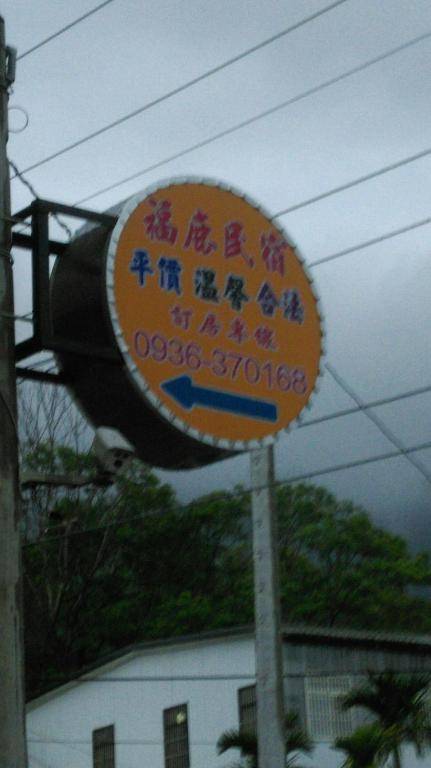 福鹿民宿
平價 溫馨 合法
訂房專線
0936-370168